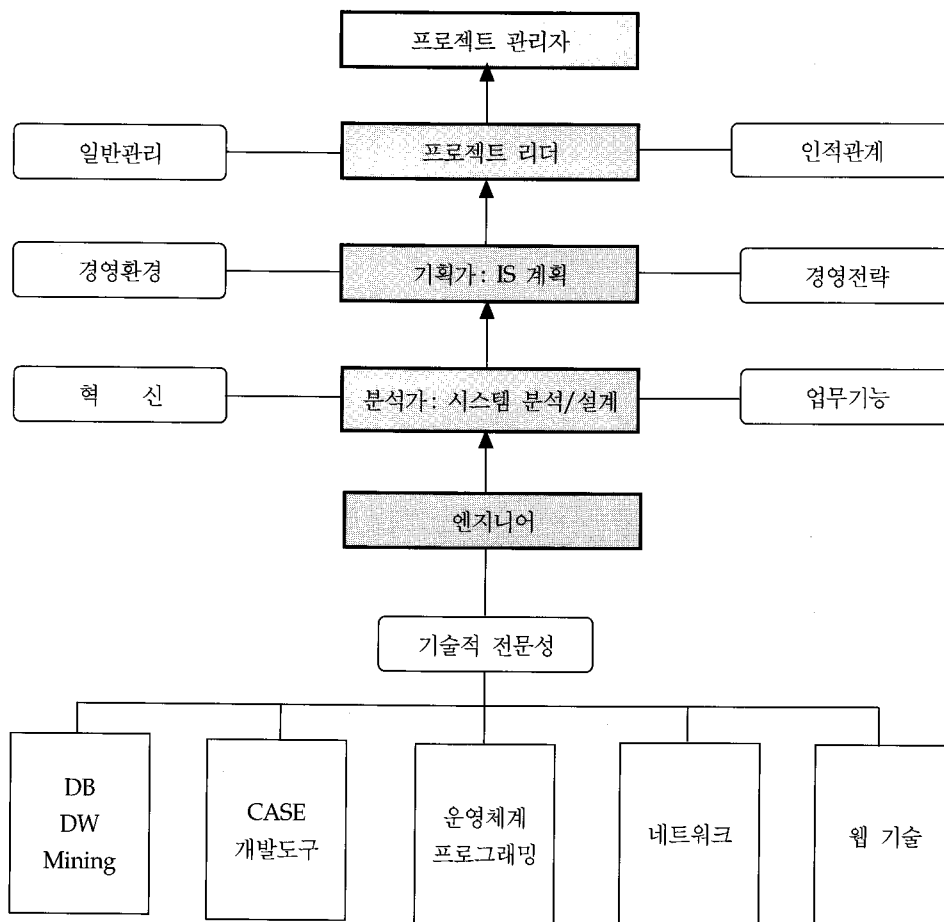 프로젝트 관리자
일반관리
프로젝트 리더
인적관계
경영환경
기획가: IS 계획
경영전략
혁 신
분석가: 시스템 분석/설계
업무기능
엔지니어
기술적 전문성
DB
DW
Mining
CASE
개발도구
운영체계
프로그래밍
네트워크
웹 기술